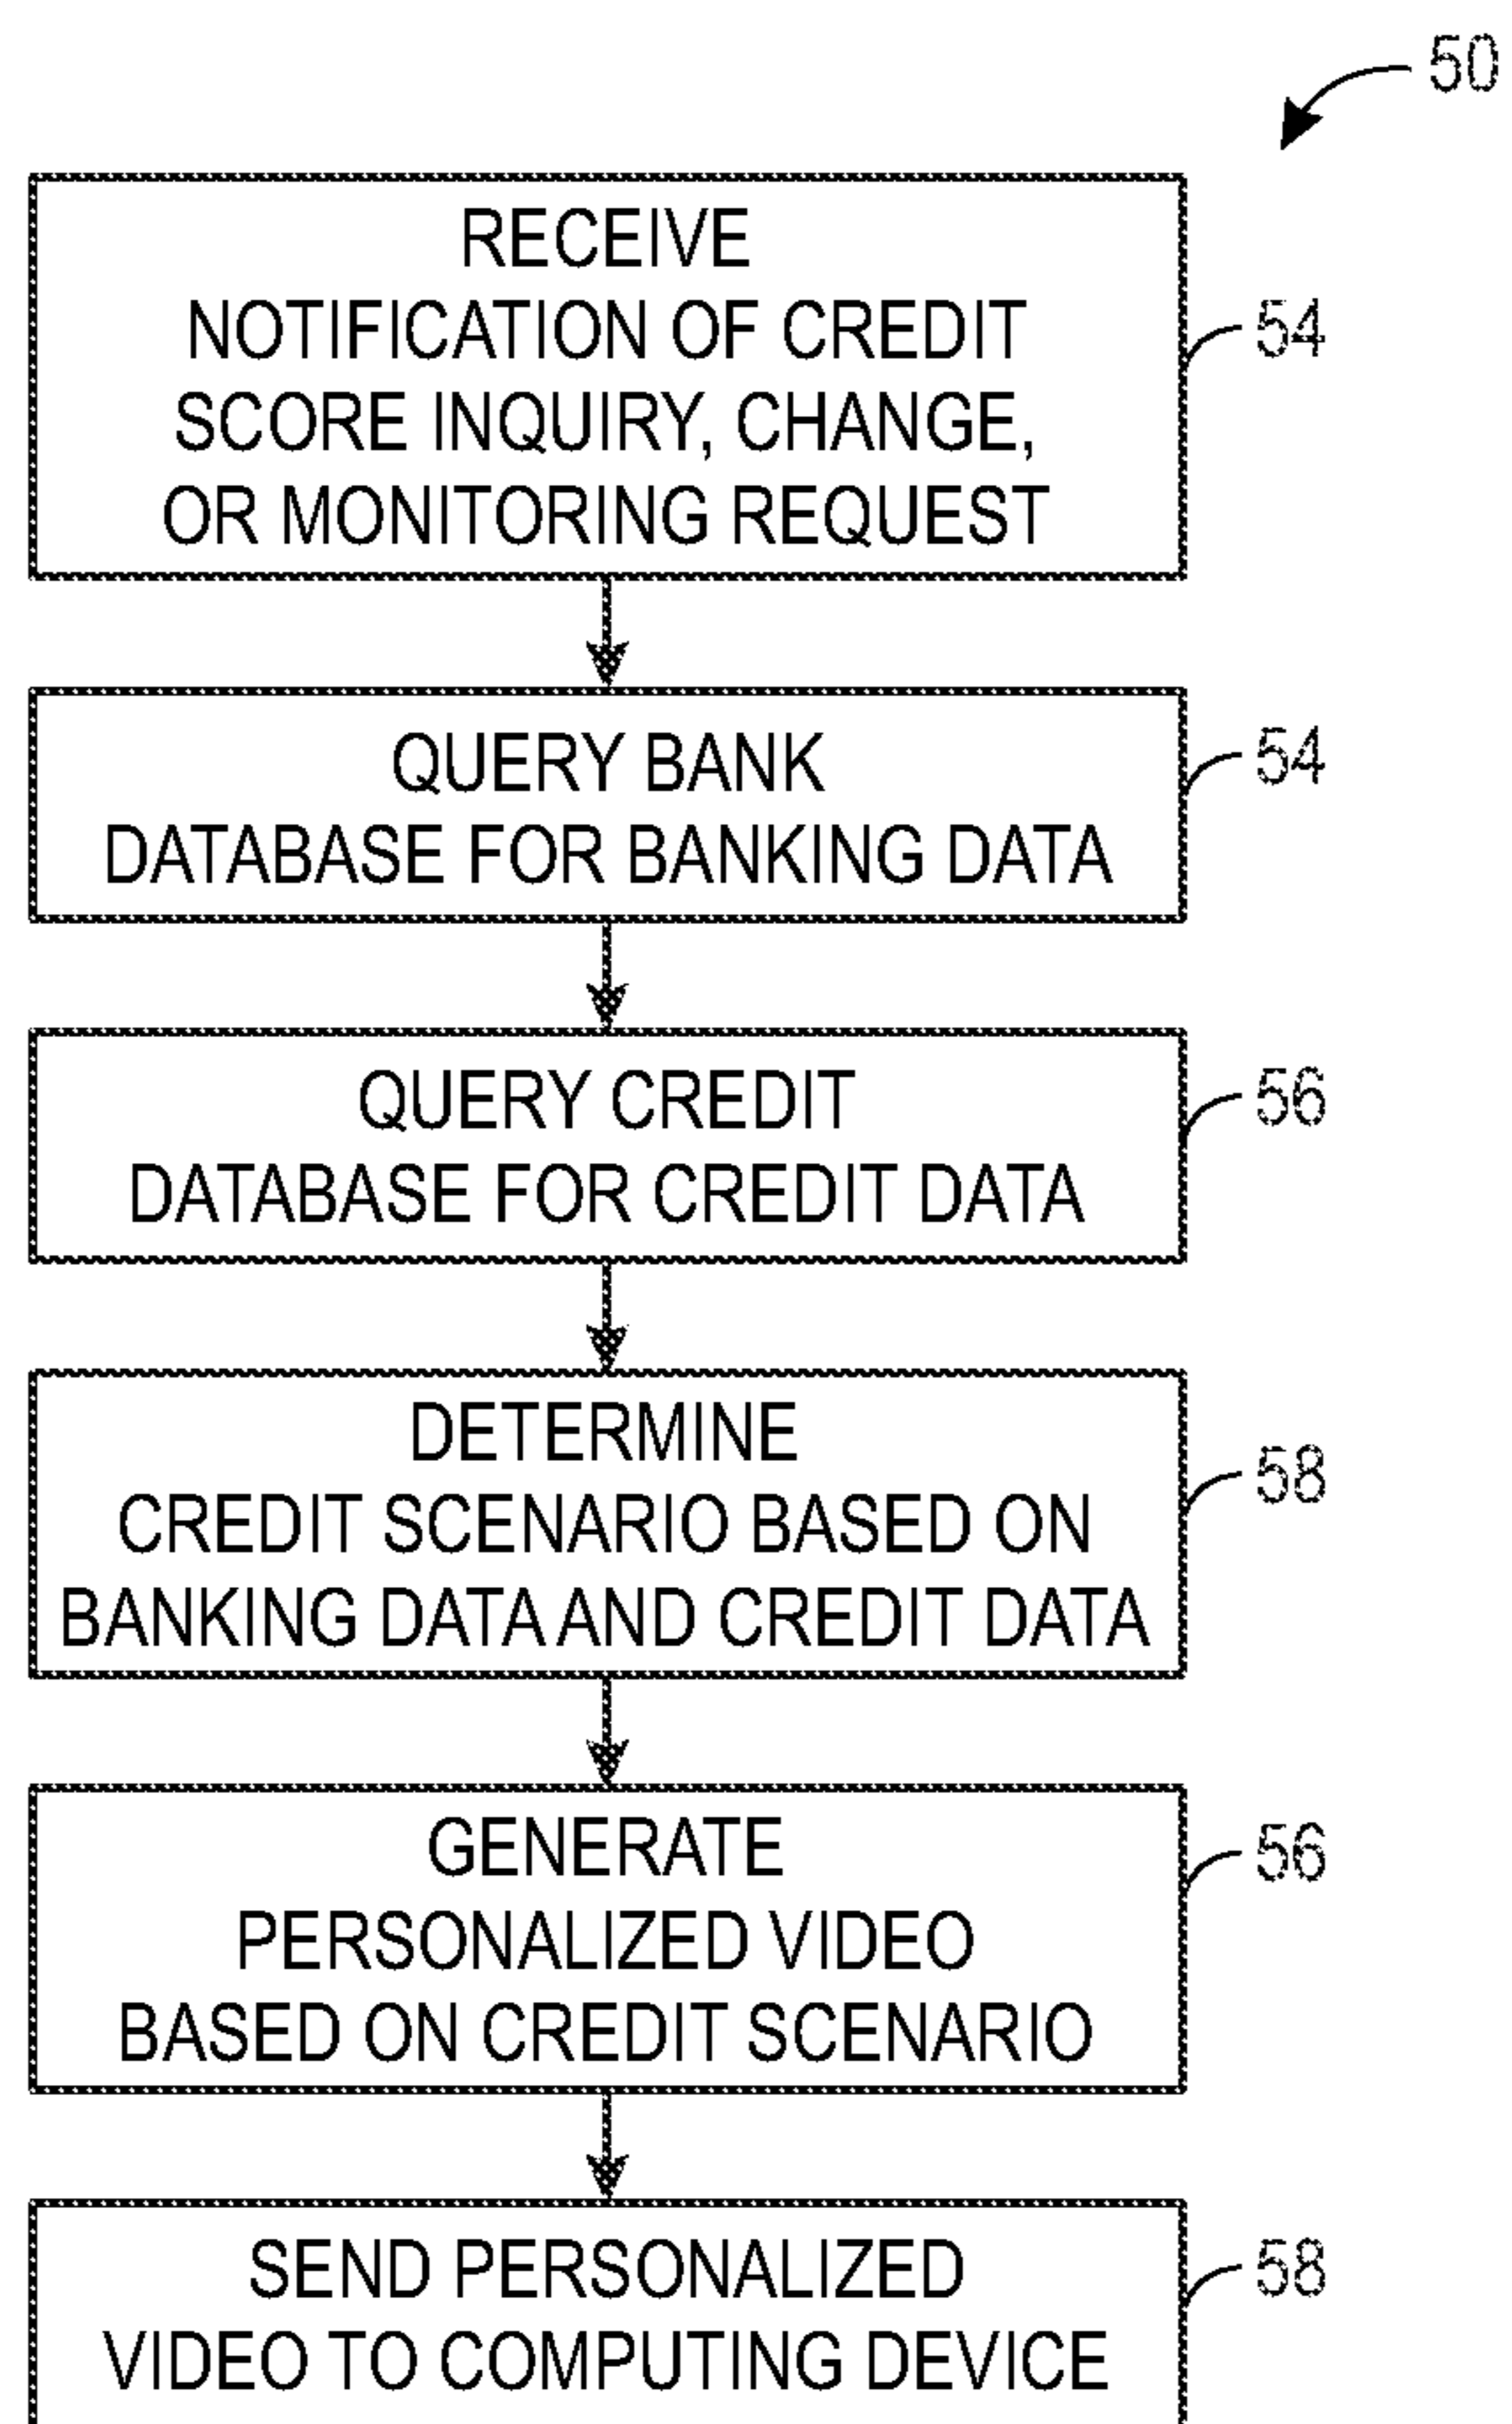 50
RECEIVE
NOTIFICATION OF CREDIT
SCORE INQUIRY, CHANGE,
OR MONITORING REQUEST
54
QUERY BANK
DATABASE FOR BANKING DATA
54
QUERY CREDIT
DATABASE FOR CREDIT DATA
56
DETERMINE
CREDIT SCENARIO BASED ON
BANKING DATA AND CREDIT DATA
58
GENERATE
PERSONALIZED VIDEO
BASED ON CREDIT SCENARIO
56
SEND PERSONALIZED
VIDEO TO COMPUTING DEVICE
58